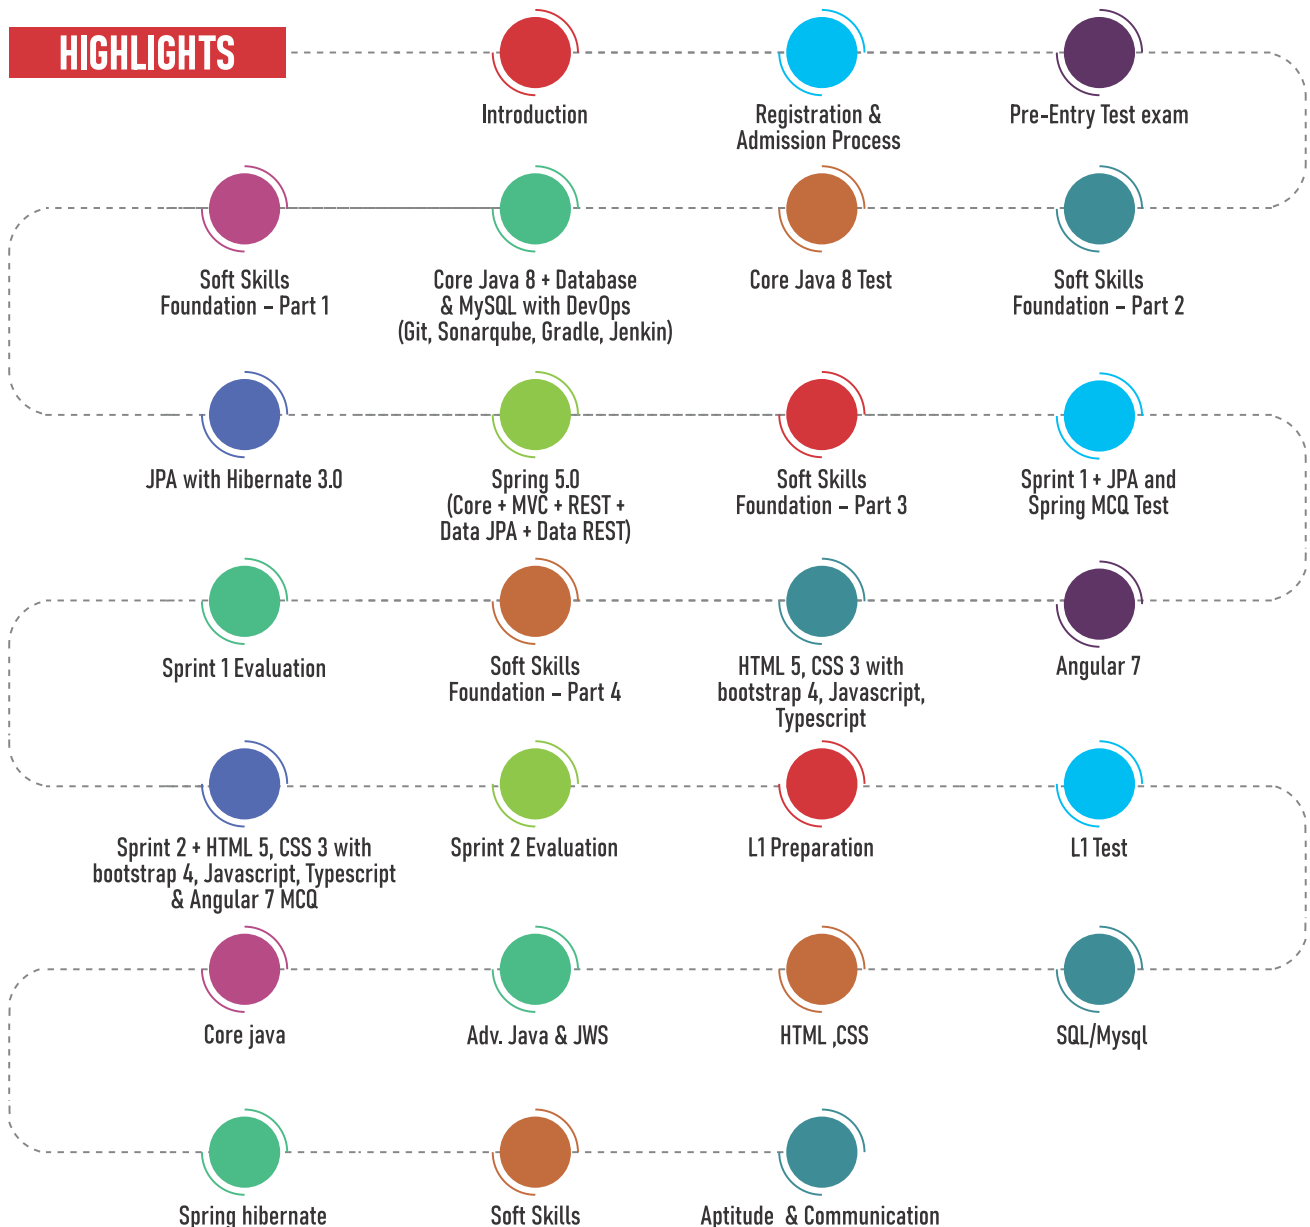 HIGHLIGHTS
Introduction
Registration &
Admission Process
Pre-Entry Test exam
Soft Skills
Foundation – Part 1
Core Java 8 + Database
& MySQL with DevOps
(Git, Sonarqube, Gradle, Jenkin)
Core Java 8 Test
Soft Skills
Foundation – Part 2
JPA with Hibernate 3.0
Spring 5.0
(Core + MVC + REST +
Data JPA + Data REST)
Soft Skills
Foundation – Part 3
Sprint 1 + JPA and
Spring MCQ Test
Sprint 1 Evaluation
Soft Skills
Foundation – Part 4
HTML 5, CSS 3 with
bootstrap 4, Javascript,
Typescript
Angular 7
Sprint 2 + HTML 5, CSS 3 with
bootstrap 4, Javascript, Typescript
& Angular 7 MCQ
Sprint 2 Evaluation
L1 Preparation
L1 Test
Core java
Adv. Java & JWS
HTML ,CSS
SQL/Mysql
Spring hibernate
Soft Skills
Aptitude & Communication